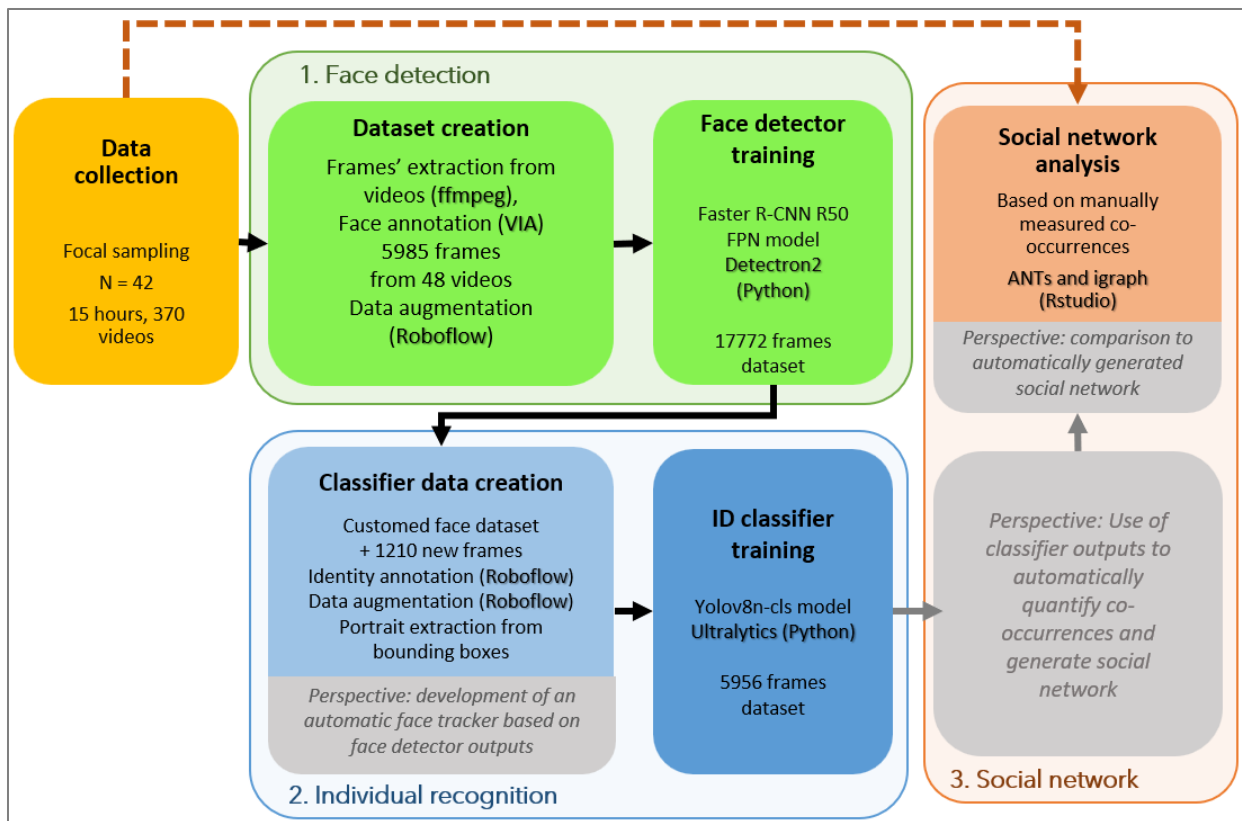 1. Face detection
Data
collection
Focal sampling
N = 42
15 hours, 370
videos
Dataset creation
Frames’ extraction from
videos (ffmpeg),
Face annotation (VIA)
5985 frames
from 48 videos
Data augmentation
(Roboflow)
Face detector
training
Faster R-CNN R50
FPN model
Detectron2
(Python)
17772 frames
dataset
Social network
analysis
Based on manually
measured co-
occurrences
ANTs and igraph
(Rstudio)
Perspective: comparison to
automatically generated
social network
Classifier data creation
Customed face dataset
+ 1210 new frames
Identity annotation (Roboflow)
Data augmentation (Roboflow)
Portrait extraction from
bounding boxes
Perspective: development of an
automatic face tracker based on
face detector outputs
ID classifier
training
Yolov8n-cls model
Ultralytics (Python)
5956 frames
dataset
Perspective: Use of
classifier outputs to
automatically
quantify co-
occurrences and
generate social
network
2. Individual recognition
3. Social network